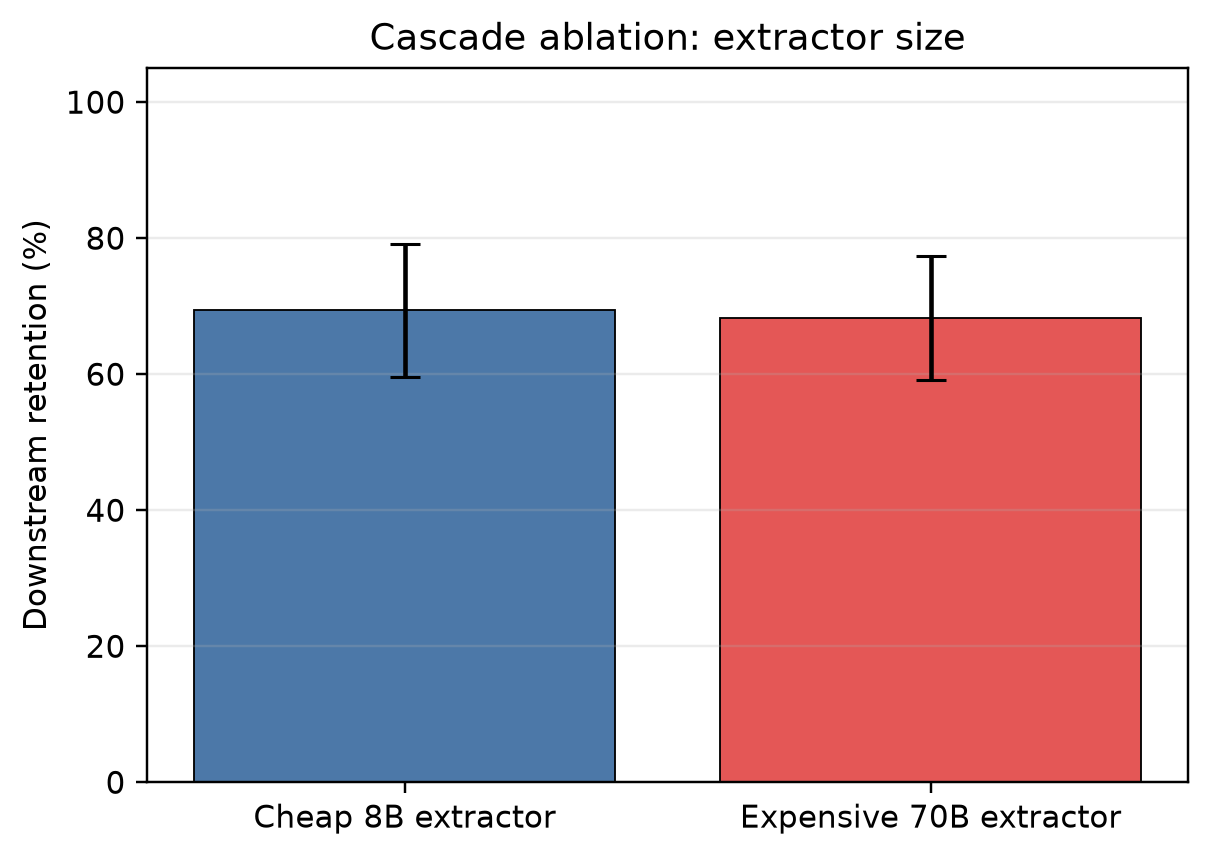 Cascade ablation: extractor size
Downstream retention (%)
100
80
60
40
20
0
Cheap 8B extractor
Expensive 70B extractor